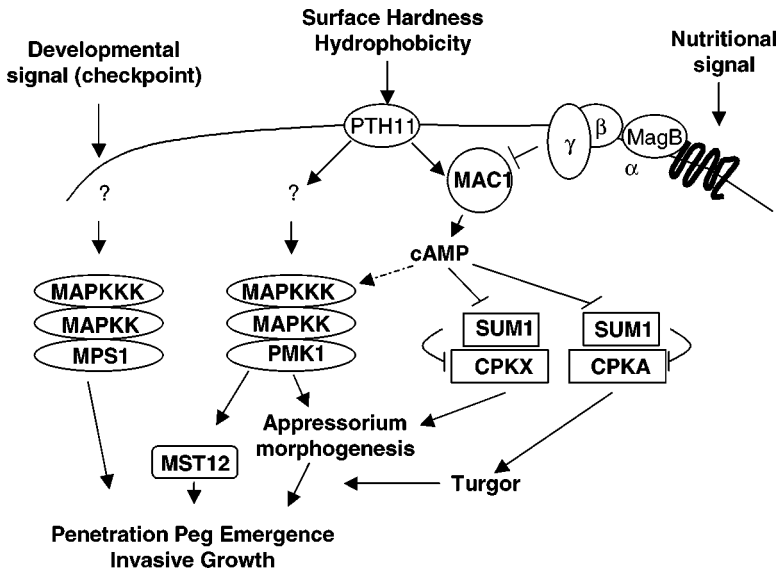 Surface Hardness
Hydrophobicity
Developmental
signal (checkpoint)
Nutritional
signal
PTH11
γ
β
MagB
α
?
?
MAC1
cAMP
MAPKKK
MAPKK
MPS1
MAPKKK
MAPKK
PMK1
SUM1
CPKX
SUM1
CPKA
Appressorium
morphogenesis
MST12
Turgor
Penetration Peg Emergence
Invasive Growth